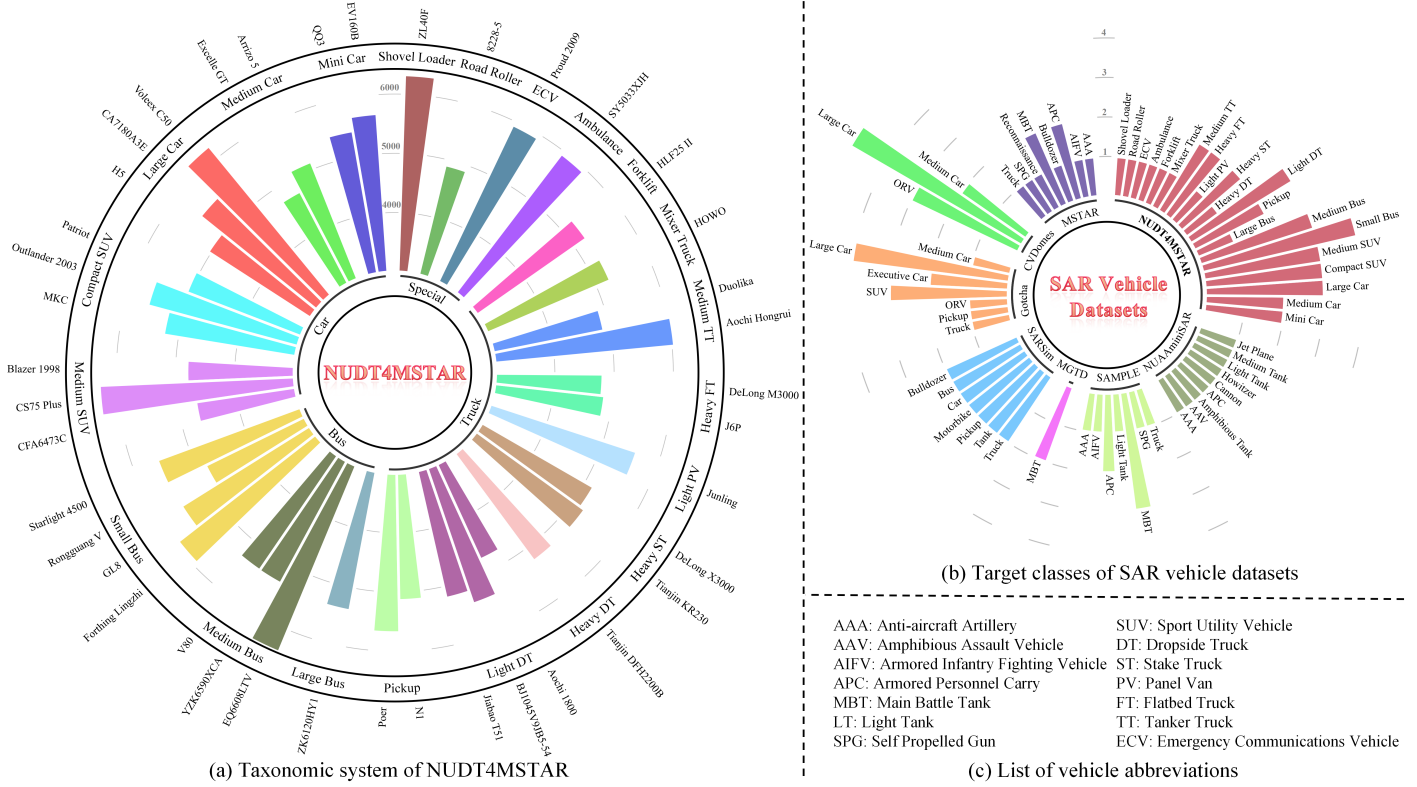 EV160B
ZL40F
8228-5
Proud 2009
SY5033XJH
HLF25 II
HOWO
Duolika
Aochi Hongrui
DeLong M3000
J6P
Junling
DeLong X3000
Tianjin KR230
Tianjin DFH2200B
Aochi 1800
BJ1045V9JB5-54
Jiabao T51
N1
Poer
ZK6120HY1
EQ6608LTV
YZK6590XCA
V80
Forthing Lingzhi
GL8
Rongguang V
Starlight 4500
CFA6473C
CS75 Plus
Blazer 1998
MKC
Outlander 2003
Patriot
H5
CA7180A3E
Voleex C50
Excelle GT
Arrizo 5
QQ3
Mini Car
Shovel Loader
Road Roller
ECV
Ambulance
Forklift
Mixer Truck
Medium TT
Heavy FT
Light PV
Heavy ST
Heavy DT
Light DT
Pickup
Large Bus
Medium Bus
Small Bus
Medium SUV
Compact SUV
Large Car
Medium Car
6000
5000
4000
Special
Truck
Bus
Car
NUDT4MSTAR
(a) Taxonomic system of NUDT4MSTAR
4
3
2
1
Shovel Loader
Road Roller
ECV
Ambulance
Forklift
Mixer Truck
Medium TT
Heavy FT
Light PV
Heavy ST
Heavy DT
Light DT
Pickup
Large Bus
Medium Bus
Small Bus
Medium SUV
Compact SUV
Large Car
Medium Car
Mini Car
NUDT4MSTAR
Jet Plane
Medium Tank
Light Tank
Howitzer
Cannon
APC
Amphibious Tank
AAV
AAA
NUAAminiSAR
Truck
SPG
MBT
Light Tank
APC
AIFV
AAA
SAMPLE
MBT
MGTD
Truck
Tank
Pickup
Motorbike
Car
Bus
Bulldozer
SARSim
Truck
Pickup
ORV
SUV
Executive Car
Large Car
Medium Car
Gotcha
ORV
Large Car
Medium Car
CVDomes
Truck
SPG
Reconnaissance
MBT
Bulldozer
APC
AIFV
AAA
MSTAR
SAR Vehicle
Datasets
(b) Target classes of SAR vehicle datasets
AAA: Anti-aircraft Artillery
AAV: Amphibious Assault Vehicle
AIFV: Armored Infantry Fighting Vehicle
APC: Armored Personnel Carry
MBT: Main Battle Tank
LT: Light Tank
SPG: Self Propelled Gun
SUV: Sport Utility Vehicle
DT: Dropside Truck
ST: Stake Truck
PV: Panel Van
FT: Flatbed Truck
TT: Tanker Truck
ECV: Emergency Communications Vehicle
(c) List of vehicle abbreviations